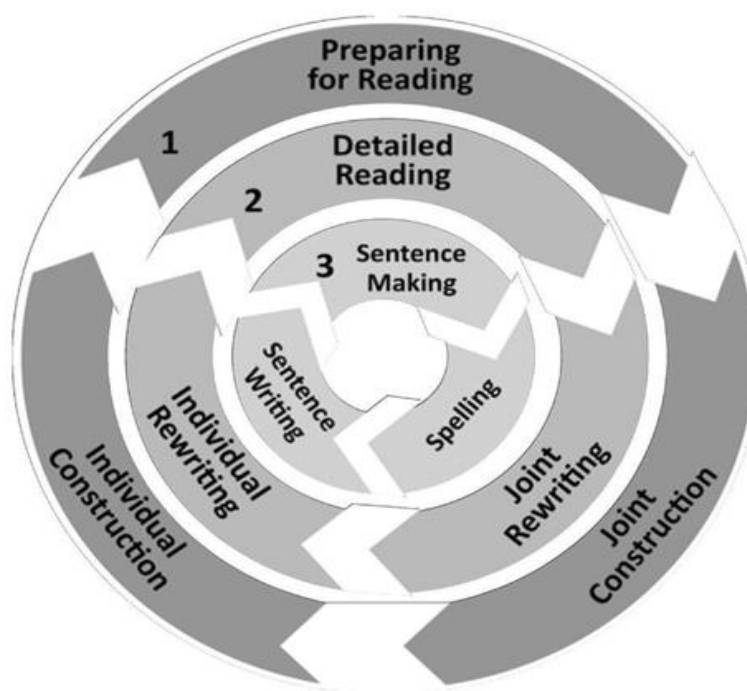 Preparing
for Reading
1
Detailed
Reading
2
3
Sentence
Making
Sentence
Writing
Spelling
Individual
Rewriting
Joint
Rewriting
Individual
Construction
Joint
Construction